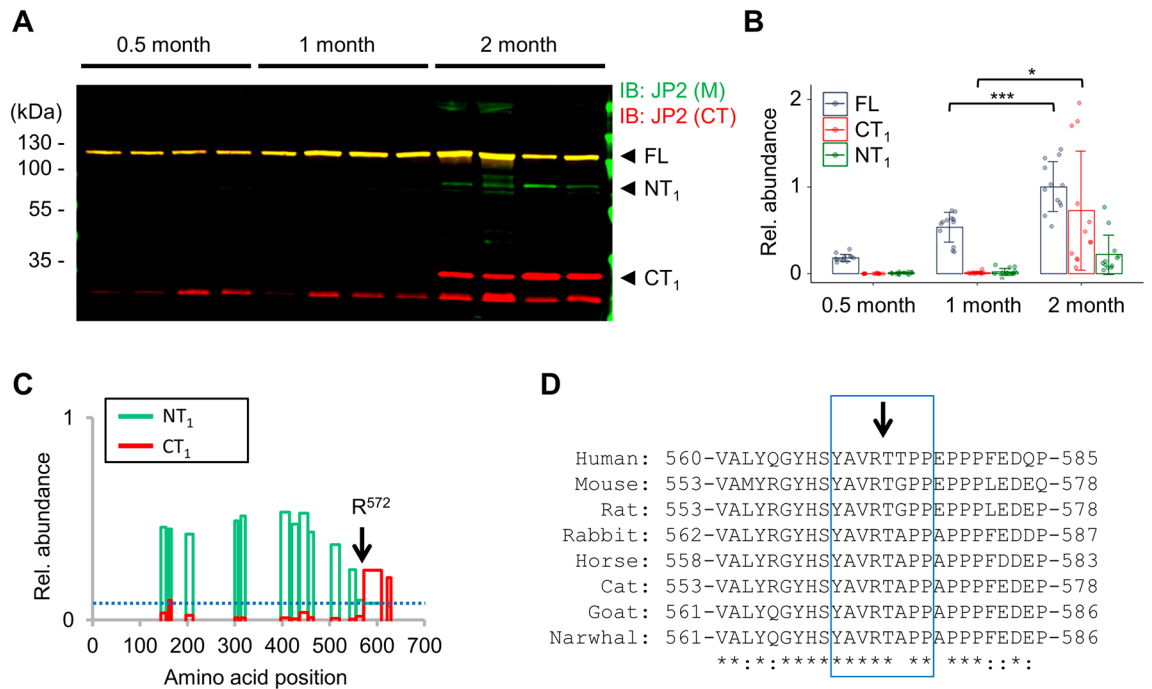 A
0.5 month 1 month 2 month
(kDa)
130 -
100 -
55 -
35 -
IB: JP2 (M)
IB: JP2 (CT)
FL
NT1
CT1
B
Rel. abundance
2
1
0
FL
CT1
NT1
***
*
0.5 month 1 month 2 month
C
Rel. abundance
1
0
NT1
CT1
R572
0 100 200 300 400 500 600 700
Amino acid position
D
Human: 560-VALYQGYHSYAVRTTPPEPPPFEDQP-585
Mouse: 553-VAMYRGYHSYAVRTGPPEPPPLEDEQ-578
Rat: 553-VALYRGYHSYAVRTGPPEPPPLEDEP-578
Rabbit: 562-VALYRGYHSYAVRTAPPAPPPFEDDP-587
Horse: 558-VALYRGYHSYAVRTAPPAPPPFEDDP-583
Cat: 553-VALYRGYHSYAVRTAPPAPPPFEDEP-578
Goat: 561-VALYQGYHSYAVRTAPPAPPPFEDEP-586
Narwhal: 561-VALYQGYHSYAVRTAPPAPPPFDEP-586
**:*:********* ** ***::*: